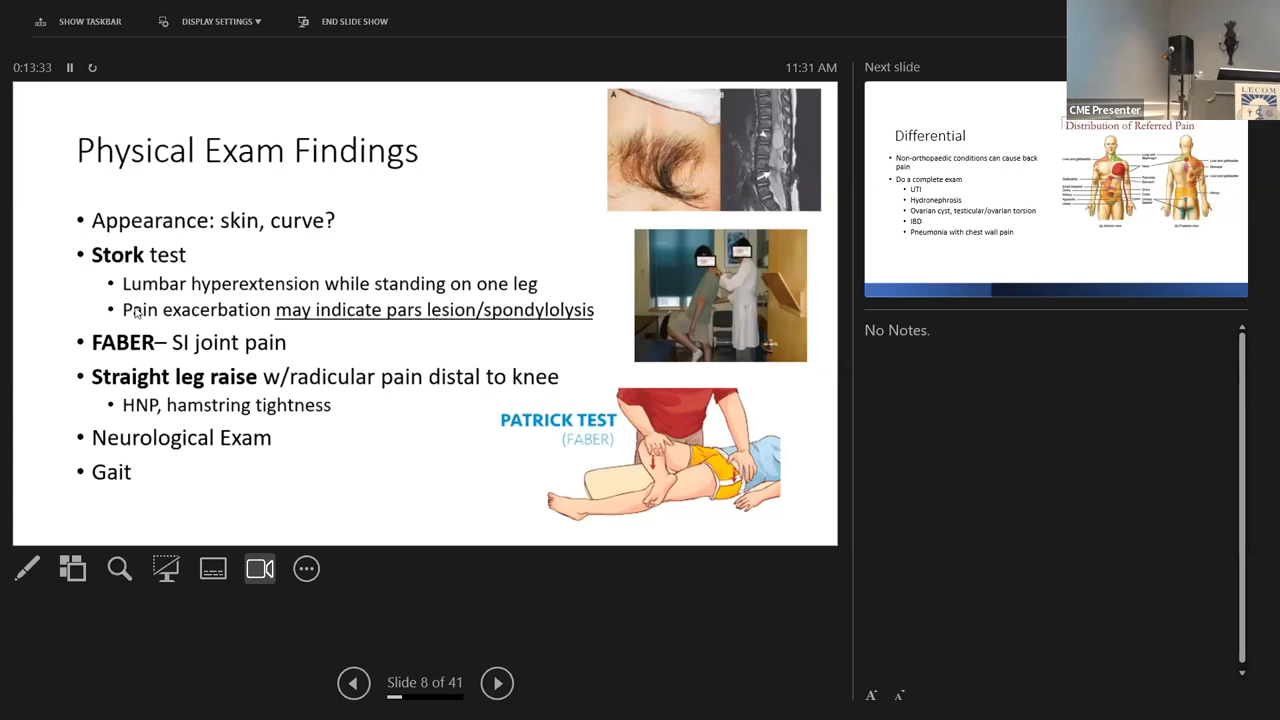 SHOW TASKBAR
DISPLAY SETTINGS ▼
END SLIDE SHOW
0:13:33
11:31 AM
Physical Exam Findings
• Appearance: skin, curve?
• Stork test
• Lumbar hyperextension while standing on one leg
• Pain exacerbation may indicate pars lesion/spondylolysis
• FABER– SI joint pain
• Straight leg raise w/radicular pain distal to knee
• HNP, hamstring tightness
• Neurological Exam
• Gait
A
PATRICK TEST
(FABER)
Slide 8 of 41
Next slide
CME Presenter
LECOM
Differential
• Non-orthopaedic conditions can cause back
pain
• Do a complete exam
• UTI
• Hydronephrosis
• Ovarian cyst, testicular/ovarian torsion
• IBD
• Pneumonia with chest wall pain
Distribution of Referred Pain
No Notes.
A
A